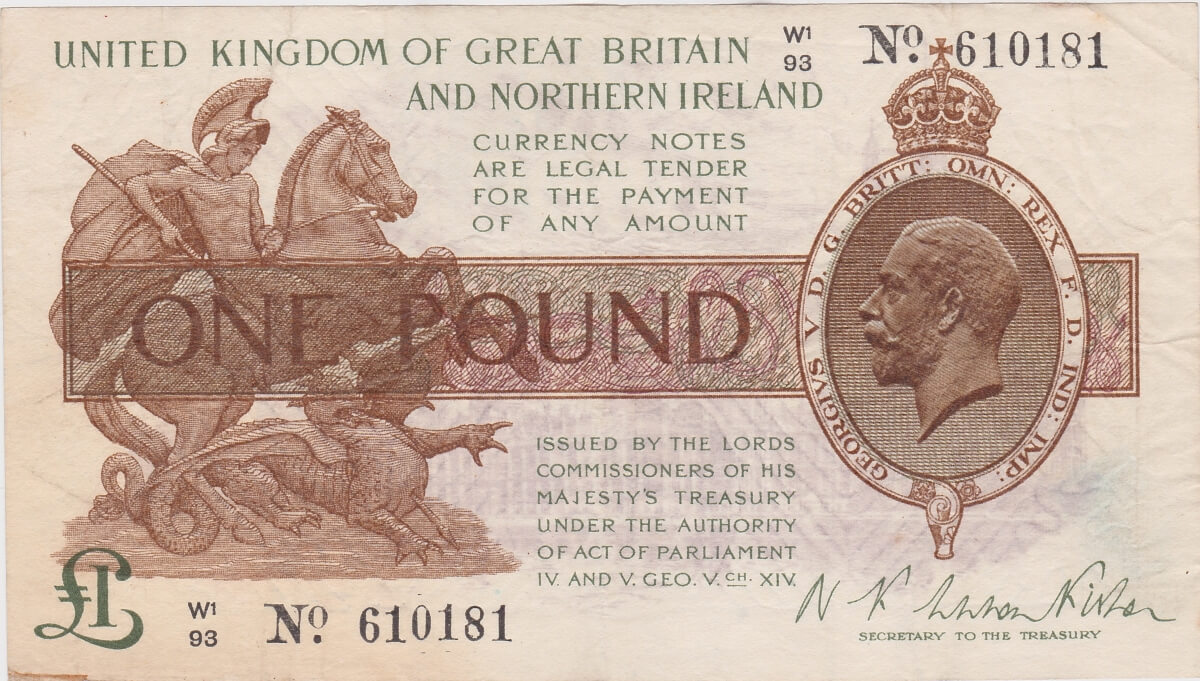 UNITED KINGDOM OF GREAT BRITAIN
AND NORTHERN IRELAND
W1
93
No. 610181
CURRENCY NOTES
ARE LEGAL TENDER
FOR THE PAYMENT
OF ANY AMOUNT
GEORGIVS V D. G. BRITT: OMN: REX F. D. IND: IMP:
ONE POUND
ISSUED BY THE LORDS
COMMISSIONERS OF HIS
MAJESTY'S TREASURY
UNDER THE AUTHORITY
OF ACT OF PARLIAMENT
IV. AND V. GEO. V. CH. XIV.
£1
W1
93
No. 610181
SECRETARY TO THE TREASURY